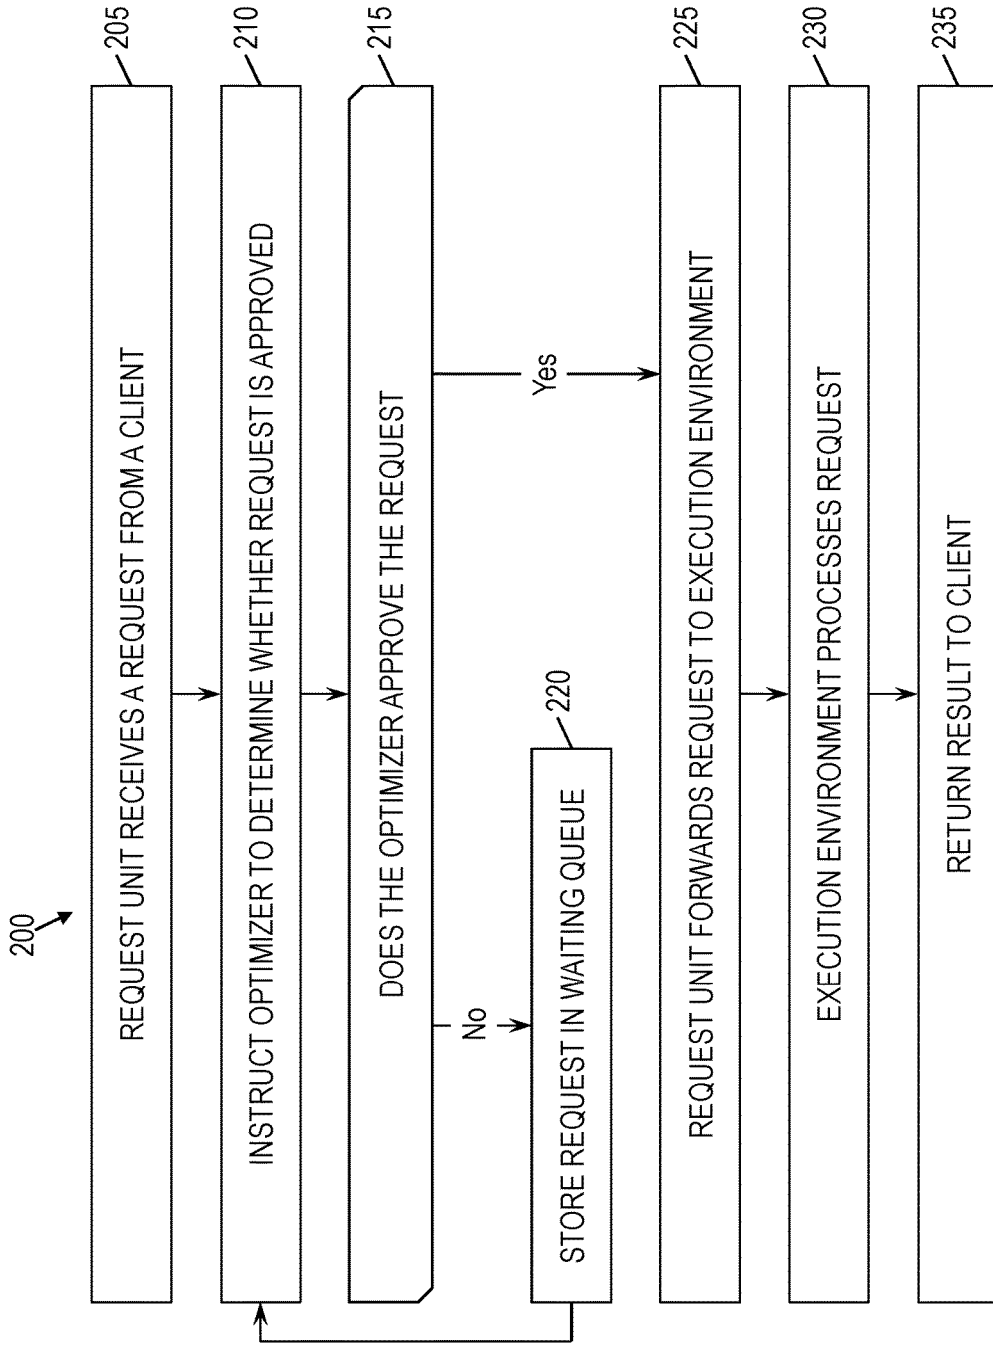 200
REQUEST UNIT RECEIVES A REQUEST FROM A CLIENT
205
INSTRUCT OPTIMIZER TO DETERMINE WHETHER REQUEST IS APPROVED
210
DOES THE OPTIMIZER APPROVE THE REQUEST
215
No
Yes
STORE REQUEST IN WAITING QUEUE
220
REQUEST UNIT FORWARDS REQUEST TO EXECUTION ENVIRONMENT
225
EXECUTION ENVIRONMENT PROCESSES REQUEST
230
RETURN RESULT TO CLIENT
235